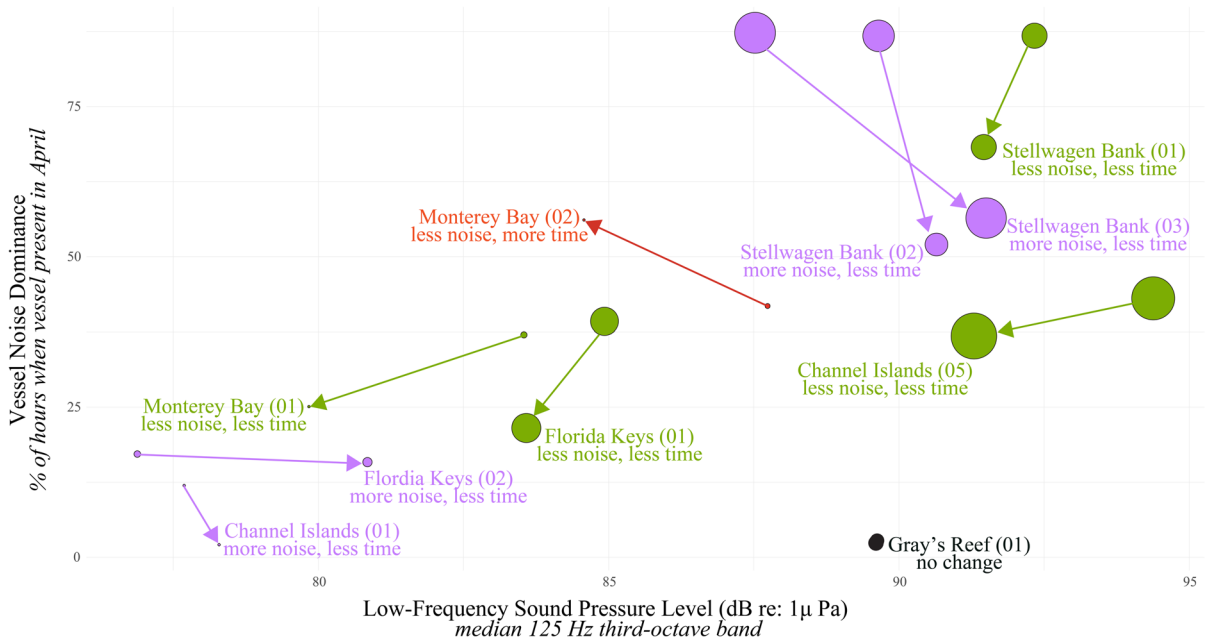 Vessel Noise Dominance
% of hours when vessel present in April
75
50
25
0
Stellwagen Bank (01)
less noise, less time
Monterey Bay (02)
less noise, more time
Stellwagen Bank (03)
more noise, less time
Stellwagen Bank (02)
more noise, less time
Channel Islands (05)
less noise, less time
Monterey Bay (01)
less noise, less time
Florida Keys (01)
less noise, less time
Flordia Keys (02)
more noise, less time
Channel Islands (01)
more noise, less time
Gray's Reef (01)
no change
80
85
90
95
Low-Frequency Sound Pressure Level (dB re: 1μ Pa)
median 125 Hz third-octave band